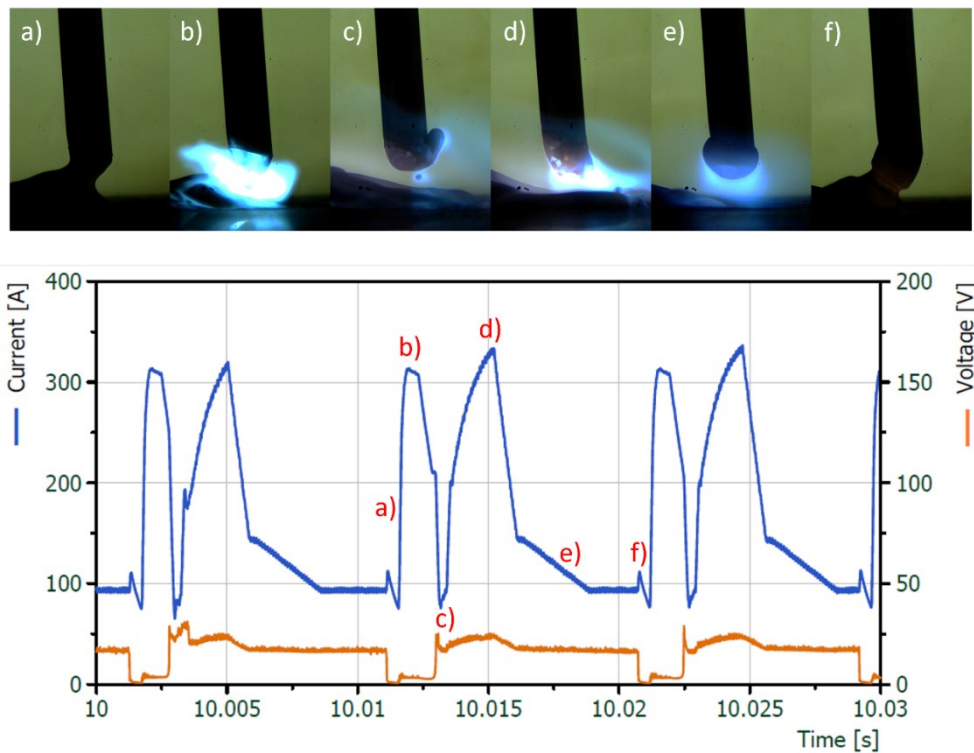 a) b) c) d) e) f)
400 200
Current [A] Voltage [V]
d)
b)
300 150
200 100
a)
e) f)
100 50
c)
0 0
10 10.005 10.01 10.015 10.02 10.025 10.03
Time [s]